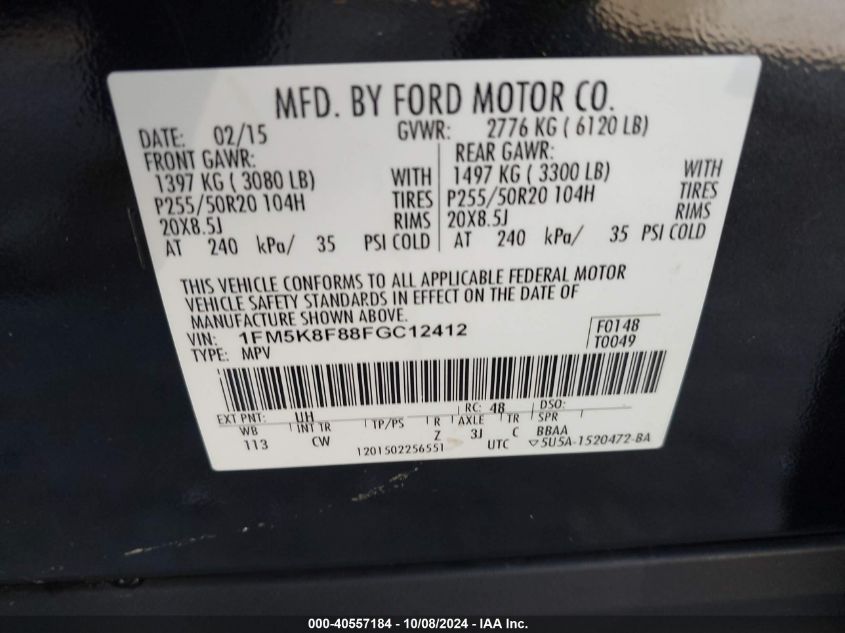 MFD. BY FORD MOTOR CO.
DATE: 02/15 GVWR: 2776 KG ( 6120 LB)
FRONT GAWR: REAR GAWR:
1397 KG ( 3080 LB) WITH 1497 KG ( 3300 LB) WITH
P255/50R20 104H TIRES P255/50R20 104H TIRES
20X8.5J RIMS 20X8.5J RIMS
AT 240 kPa/ 35 PSI COLD AT 240 kPa/ 35 PSI COLD
THIS VEHICLE CONFORMS TO ALL APPLICABLE FEDERAL MOTOR
VEHICLE SAFETY STANDARDS IN EFFECT ON THE DATE OF
MANUFACTURE SHOWN ABOVE.
VIN: 1FM5K8F88FGC12412 F0148
TYPE: MPV T0049
EXT PNT: UH RC: 48 DSO:
WB INT TR TP/PS R AXLE TR SPR
113 CW Z 3J C BBAA
1201502256551 UTC ▽5U5A-1520472-BA
000-40557184 - 10/08/2024 - IAA Inc.